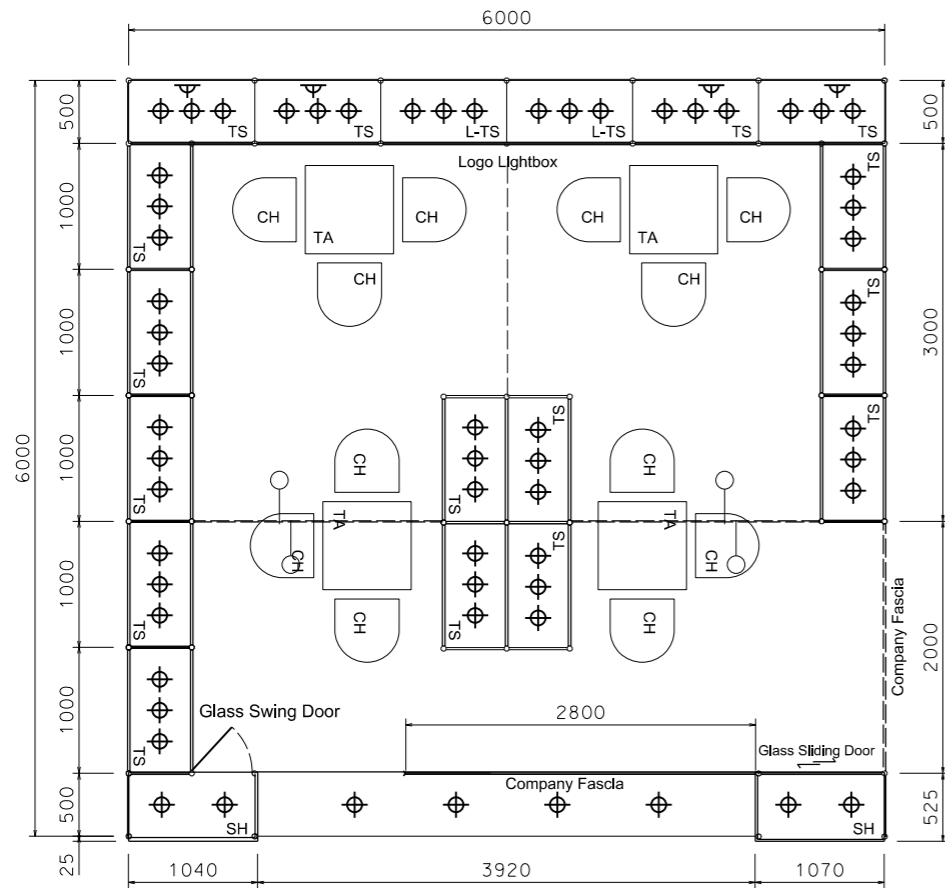 6000
500
500
TS
TS
L-TS
L-TS
TS
TS
Logo Lightbox
1000
TS
CH
TA
CH
CH
CH
TA
CH
CH
TS
6000
1000
TS
TS
3000
1000
TS
CH
TS
TS
CH
TS
TA
CH
TA
CH
1000
TS
CH
TS
TS
CH
Company Fascia
2000
1000
TS
Glass Swing Door
2800
Glass Sliding Door
500
SH
Company Fascia
SH
525
25
1040
3920
1070